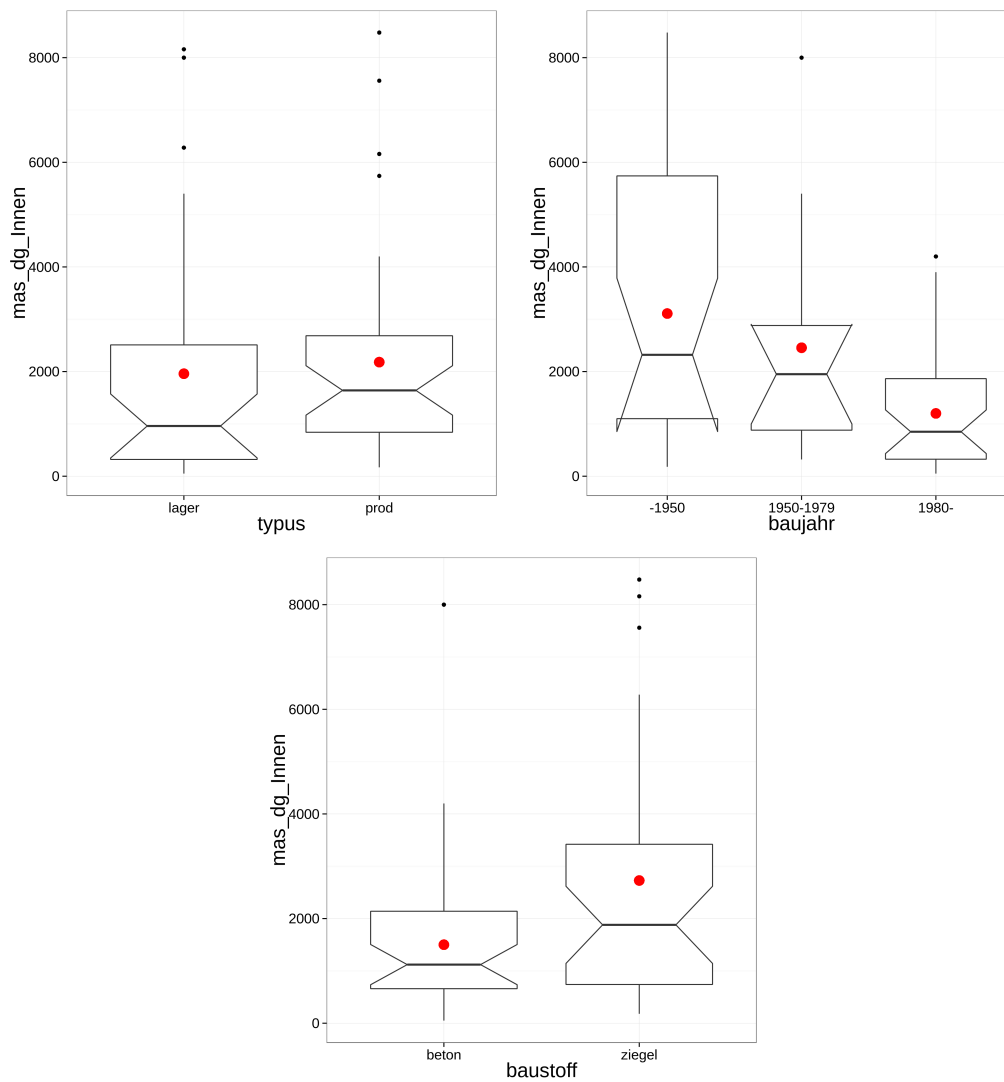 mas_dg_Innen
8000
6000
4000
2000
0
lager prod
typus
mas_dg_Innen
8000
6000
4000
2000
0
-1950 1950-1979 1980-
baujahr
mas_dg_Innen
8000
6000
4000
2000
0
beton ziegel
baustoff